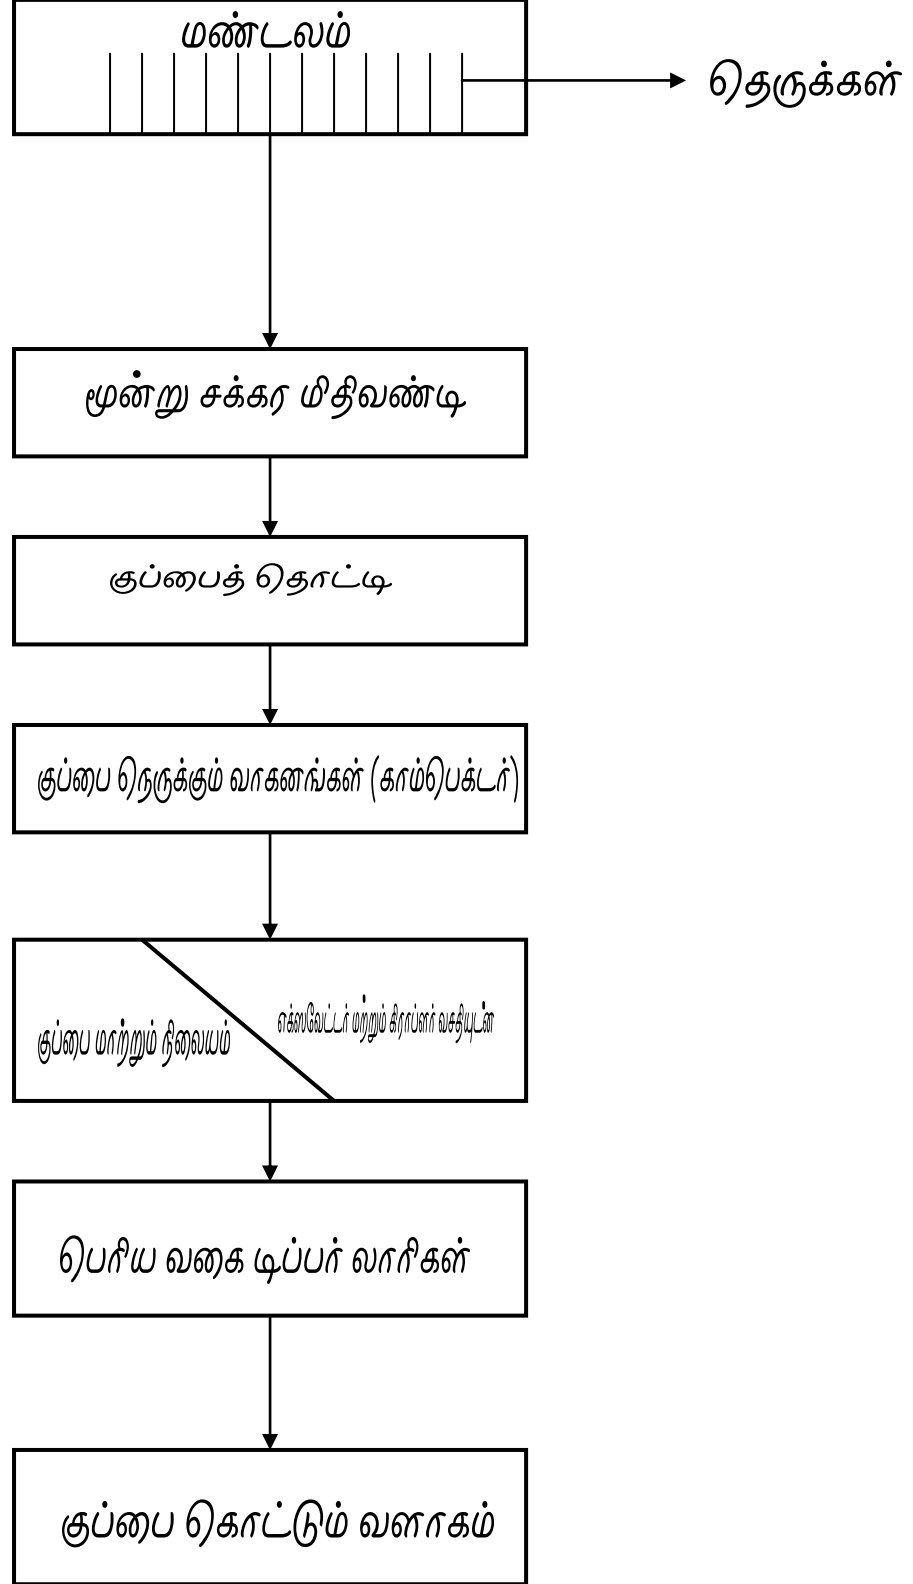 மண்டலம்
தெருக்கள்
மூன்று சக்கர மிதிவண்டி
குப்பைத் தொட்டி
குப்பை நெருக்கும் வாகனங்கள் (காம்பெக்டர்)
எக்ஸ்வேட்டர் மற்றும் கிராப்ளர் வசதியுடன்
குப்பை மாற்றும் நிலையம்
பெரிய வகை டிப்பர் லாரிகள்
குப்பை கொட்டும் வளாகம்